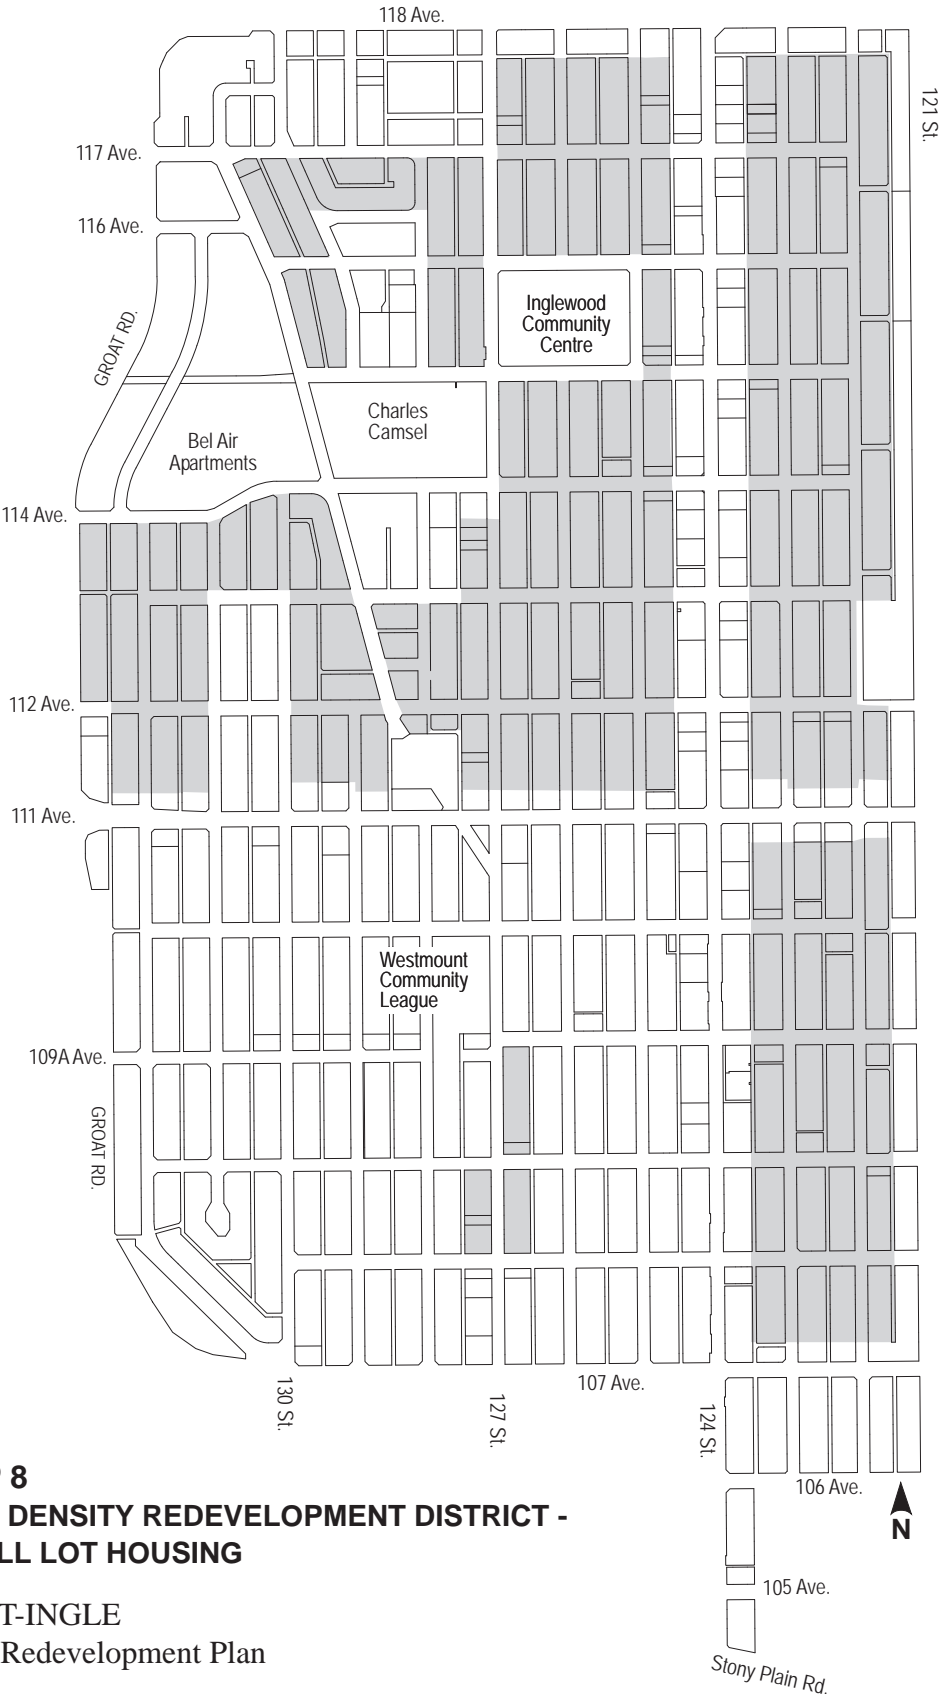 118 Ave.
121 St.
117 Ave.
116 Ave.
Inglewood
Community
Centre
GROAT RD.
Charles
Camsel
Bel Air
Apartments
114 Ave.
112 Ave.
111 Ave.
Westmount
Community
League
109A Ave.
GROAT RD.
130 St.
127 St.
107 Ave.
124 St.
8
DENSITY REDEVELOPMENT DISTRICT -
LL LOT HOUSING
106 Ave.
N
105 Ave.
T-INGLE
Redevelopment Plan
Stony Plain Rd.